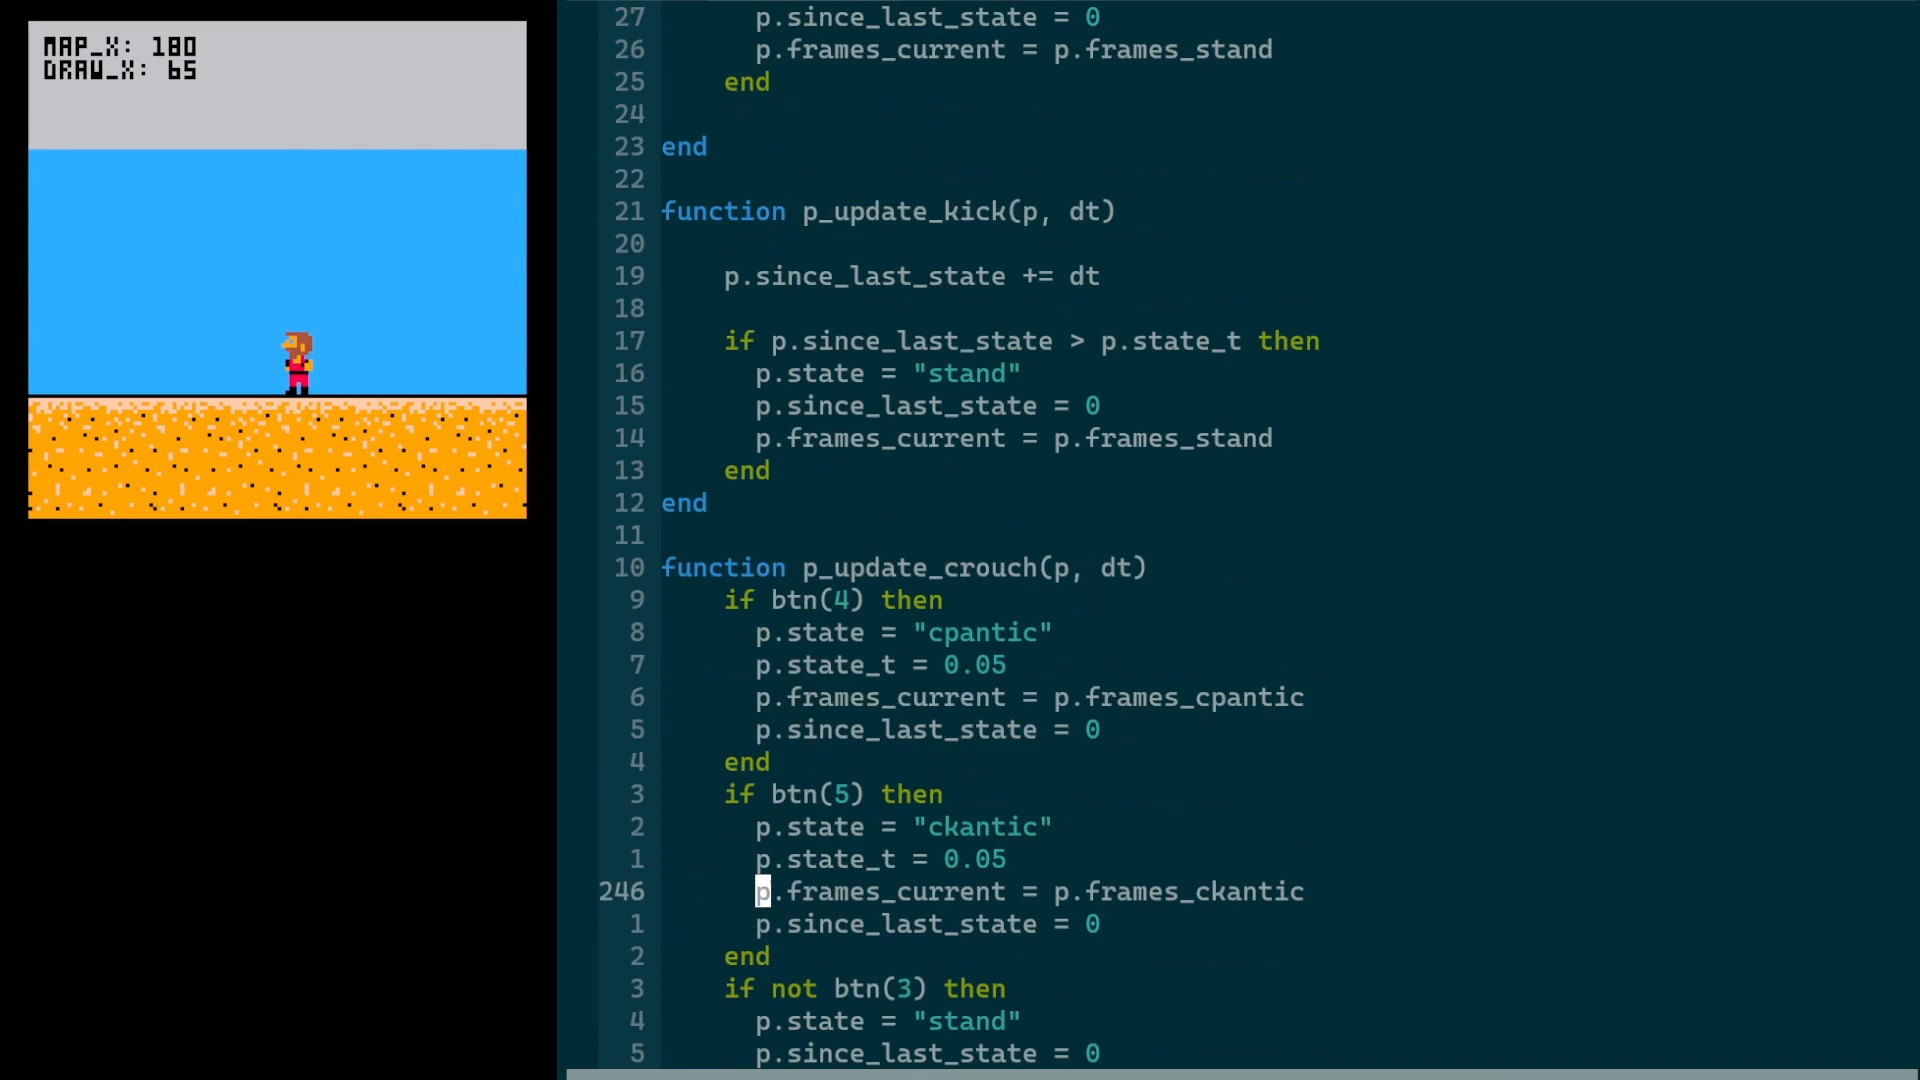 MAP_X: 180
DRAW_X: 65
27 p.since_last_state = 0
26 p.frames_current = p.frames_stand
25 end
24
23 end
22
21 function p_update_kick(p, dt)
20
19 p.since_last_state += dt
18
17 if p.since_last_state > p.state_t then
16 p.state = "stand"
15 p.since_last_state = 0
14 p.frames_current = p.frames_stand
13 end
12 end
11
10 function p_update_crouch(p, dt)
9 if btn(4) then
8 p.state = "cpantic"
7 p.state_t = 0.05
6 p.frames_current = p.frames_cpantic
5 p.since_last_state = 0
4 end
3 if btn(5) then
2 p.state = "ckantic"
1 p.state_t = 0.05
246 p.frames_current = p.frames_ckantic
1 p.since_last_state = 0
2 end
3 if not btn(3) then
4 p.state = "stand"
5 p.since_last_state = 0